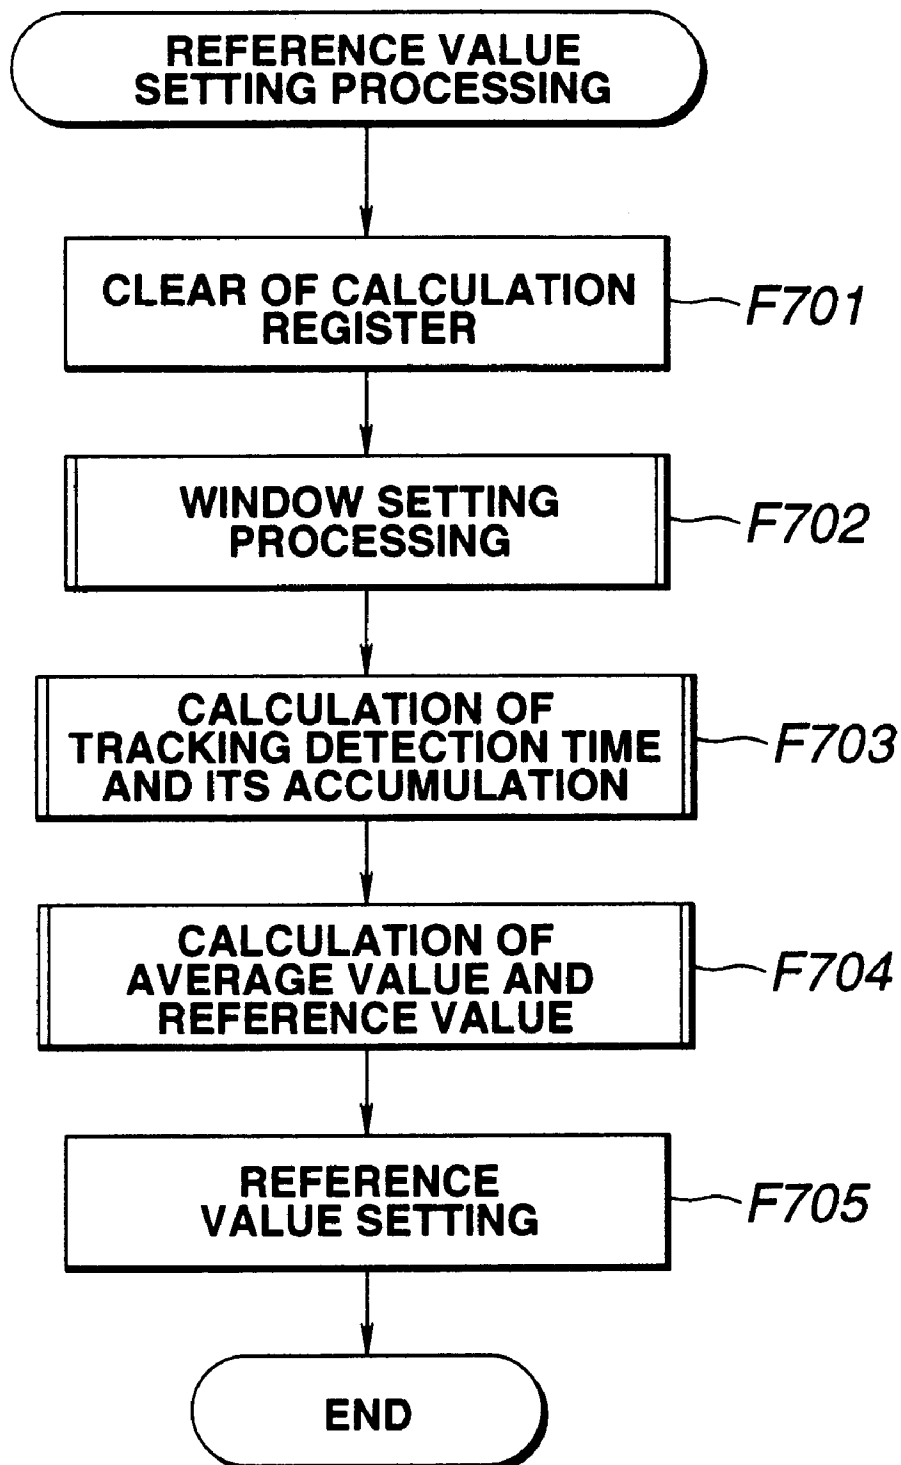 REFERENCE VALUE
SETTING PROCESSING
CLEAR OF CALCULATION
REGISTER
F701
WINDOW SETTING
PROCESSING
F702
CALCULATION OF
TRACKING DETECTION TIME
AND ITS ACCUMULATION
F703
CALCULATION OF
AVERAGE VALUE AND
REFERENCE VALUE
F704
REFERENCE
VALUE SETTING
F705
END